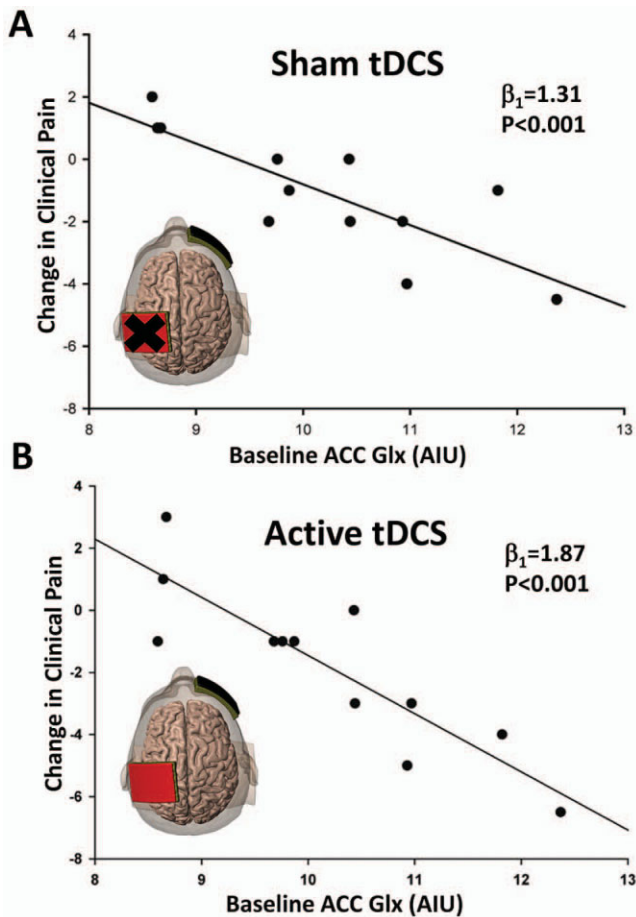 A
Sham tDCS
β₁=1.31
P<0.001
Change in Clinical Pain
4
2
0
-2
-4
-6
-8
8 9 10 11 12 13
Baseline ACC Glx (AIU)
B
Active tDCS
β₁=1.87
P<0.001
Change in Clinical Pain
4
2
0
-2
-4
-6
-8
8 9 10 11 12 13
Baseline ACC Glx (AIU)